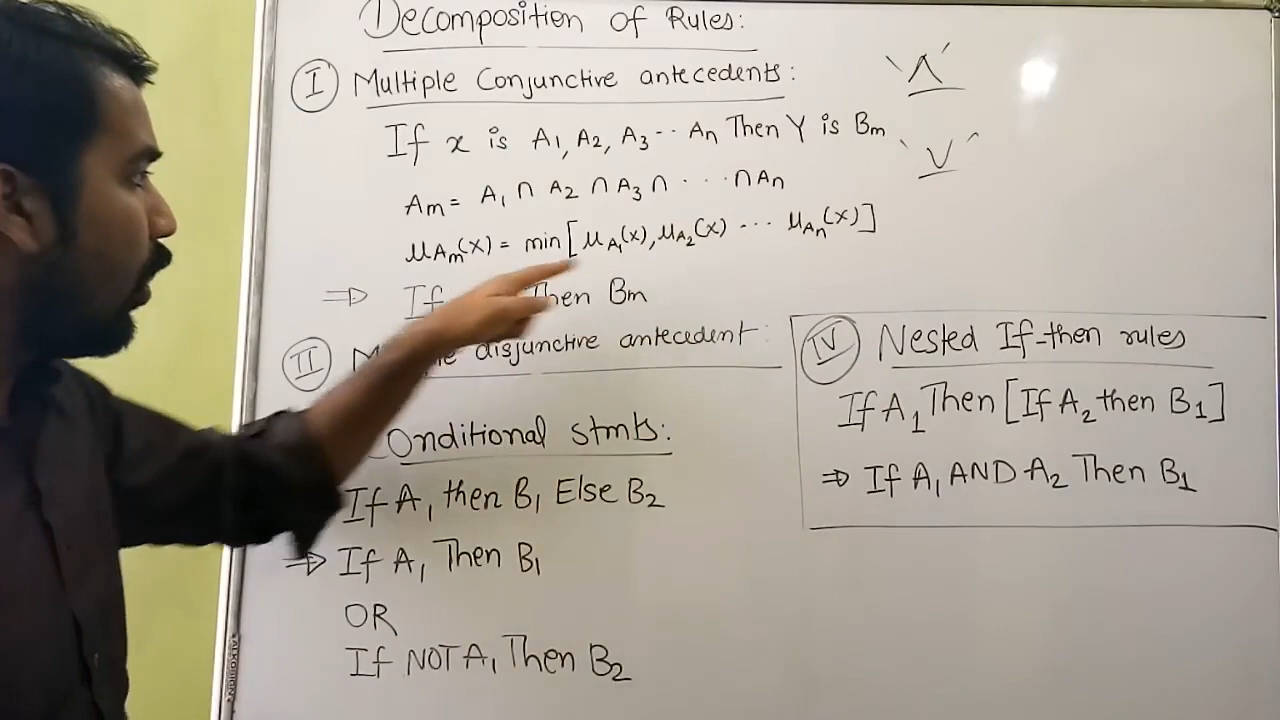 Decomposition of Rules:
I Multiple Conjunctive antecedents:
If x is A1, A2, A3 .. An Then Y is Bm
Am = A1 ∩ A2 ∩ A3 ∩ ... ∩ An
μAm(x) = min[μA1(x), μA2(x) ... μAn(x)]
⇒ If Then Bm
'Λ'
'V'
II disjunctive antecedent:
Conditional stmts:
If A1 then B1 Else B2
⇒ If A1 Then B1
OR
If NOT A1 Then B2
IV Nested If-then rules
If A1 Then [If A2 then B1]
⇒ If A1 AND A2 Then B1